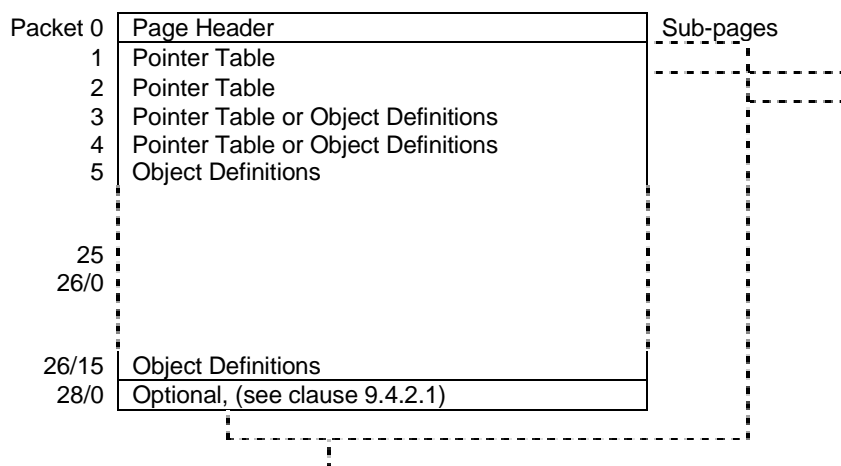 Packet 0 Page Header Sub-pages
1 Pointer Table
2 Pointer Table
3 Pointer Table or Object Definitions
4 Pointer Table or Object Definitions
5 Object Definitions
25
26/0
26/15 Object Definitions
28/0 Optional, (see clause 9.4.2.1)